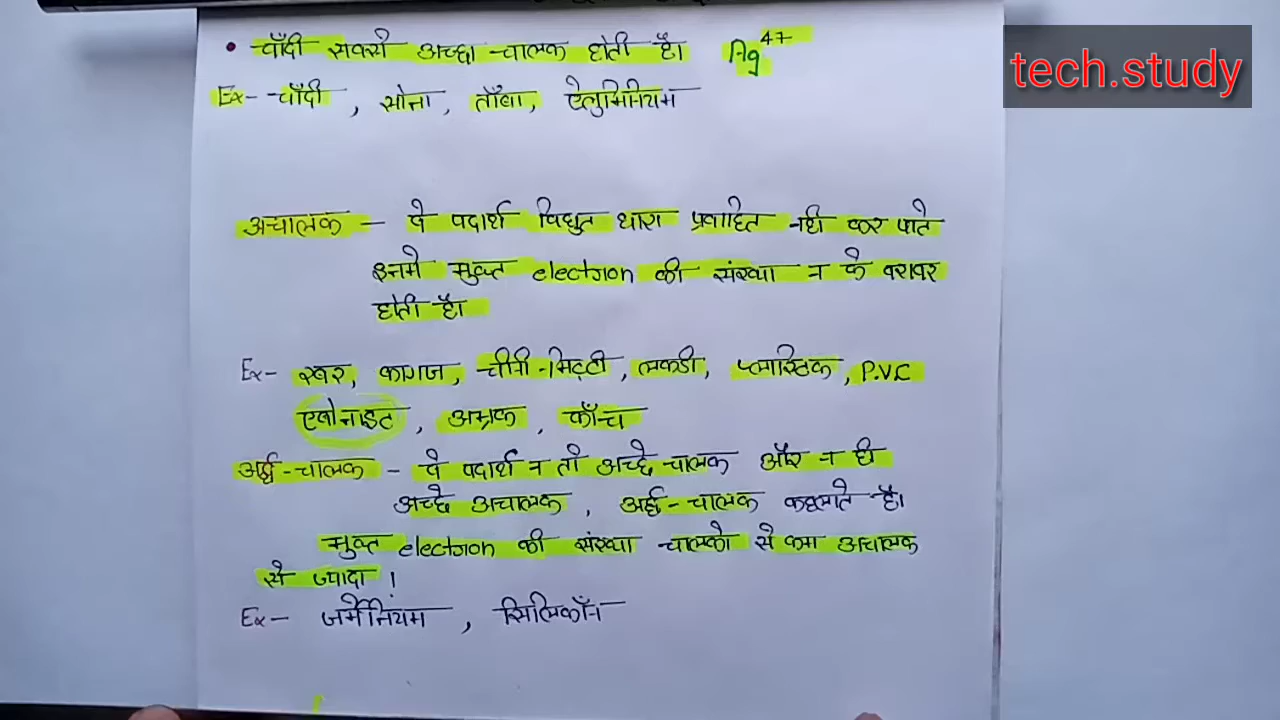 • चाँदी सबसे अच्छा चालक होती है। Ag⁴⁷
tech.study
Ex- चाँदी, सोना, ताँबा, ऐलुमिनियम
अचालक - ये पदार्थ विधुत धारा प्रवाहित नही कर पाते
इनमे मुक्त electron की संख्या न के बराबर
होती है।
Ex- रबर, कागज, चीनी-मिट्टी, लकडी, प्लास्टिक, P.V.C
एबोनाइट, अभ्रक, काँच
अर्द्ध-चालक - ये पदार्थ न तो अच्छे चालक और न ही
अच्छे अचालक, अर्द्ध-चालक कहलाते है।
मुक्त electron की संख्या चालको से कम अचालक
से ज्यादा।
Ex- जर्मेनियम, सिलिकॉन